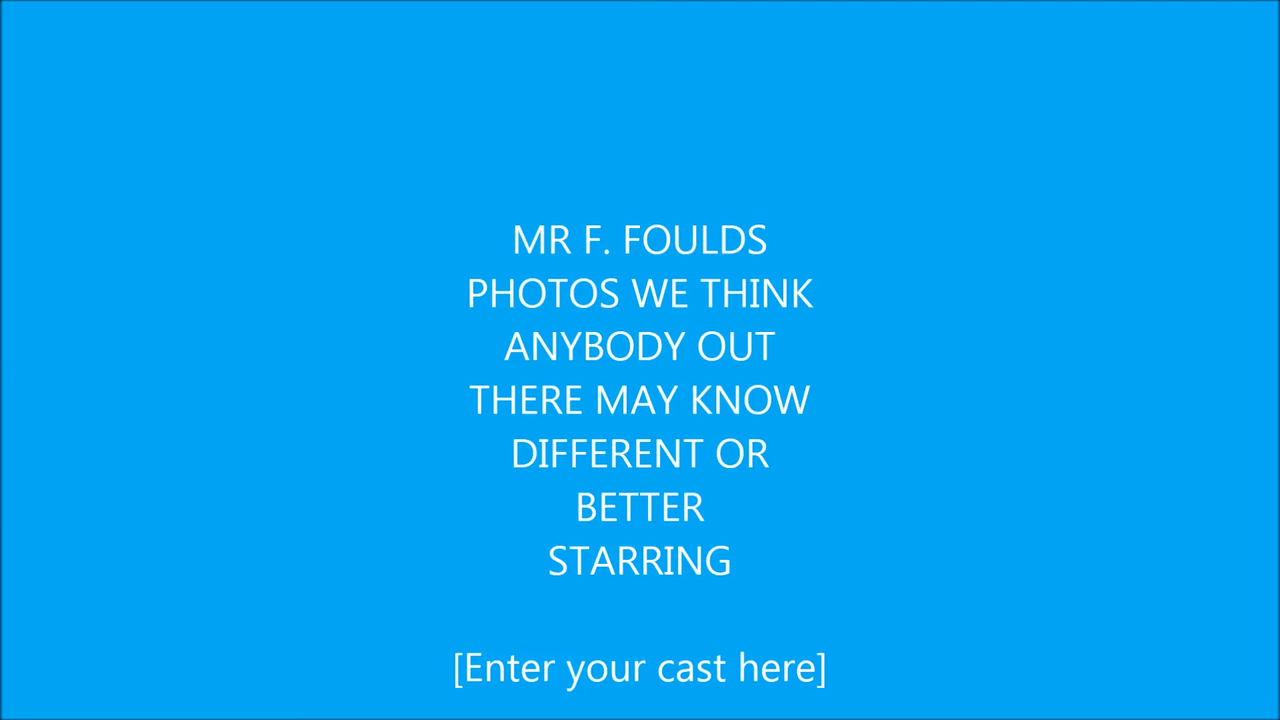 MR F. FOULDS
PHOTOS WE THINK
ANYBODY OUT
THERE MAY KNOW
DIFFERENT OR
BETTER
STARRING
[Enter your cast here]